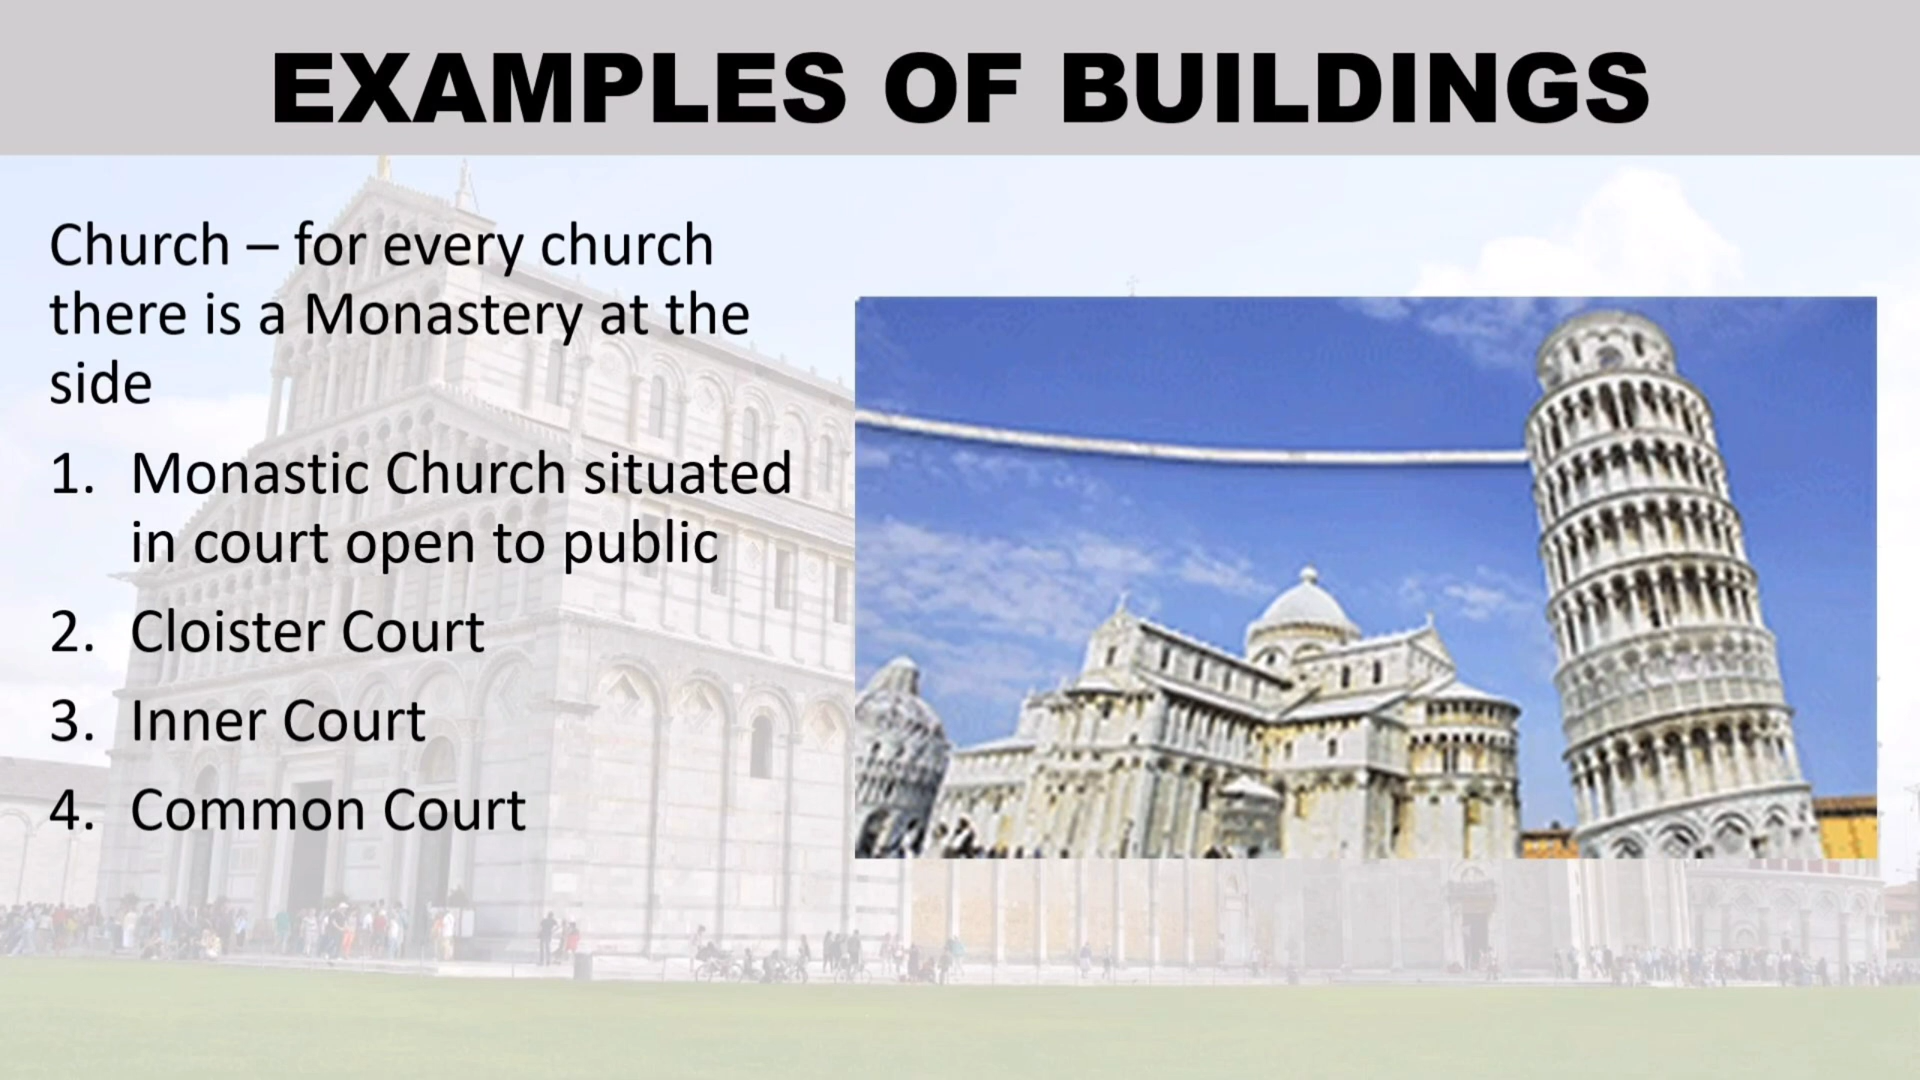 EXAMPLES OF BUILDINGS
Church – for every church
there is a Monastery at the
side
1. Monastic Church situated
in court open to public
2. Cloister Court
3. Inner Court
4. Common Court